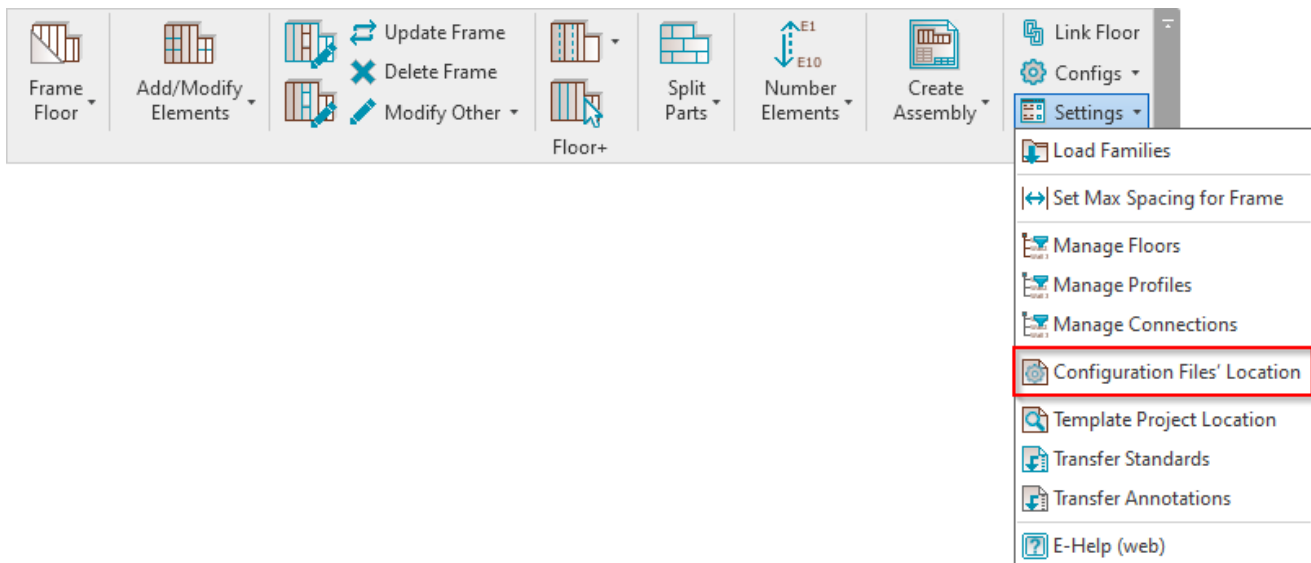 Frame
Floor
Add/Modify
Elements
Update Frame
Delete Frame
Modify Other
Split
Parts
E1
E10
Number
Elements
Create
Assembly
Link Floor
Configs
Settings
Floor+
Load Families
Set Max Spacing for Frame
Manage Floors
Manage Profiles
Manage Connections
Configuration Files' Location
Template Project Location
Transfer Standards
Transfer Annotations
E-Help (web)